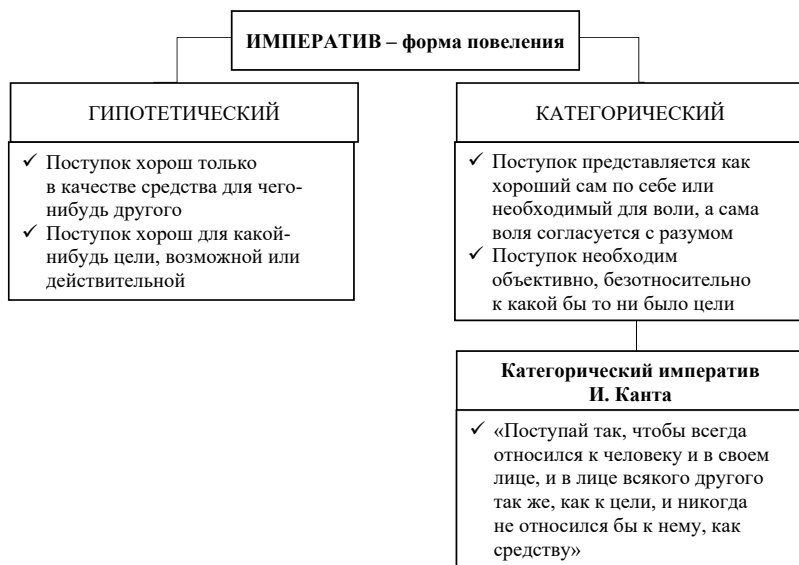 ИМПЕРАТИВ – форма повеления
ГИПОТЕТИЧЕСКИЙ
✓ Поступок хорош только
в качестве средства для чего-
нибудь другого
✓ Поступок хорош для какой-
нибудь цели, возможной или
действительной
КАТЕГОРИЧЕСКИЙ
✓ Поступок представляется как
хороший сам по себе или
необходимый для воли, а сама
воля согласуется с разумом
✓ Поступок необходим
объективно, безотносительно
к какой бы то ни было цели
Категорический императив
И. Канта
✓ «Поступай так, чтобы всегда
относился к человеку и в своем
лице, и в лице всякого другого
так же, как к цели, и никогда
не относился бы к нему, как
средству»